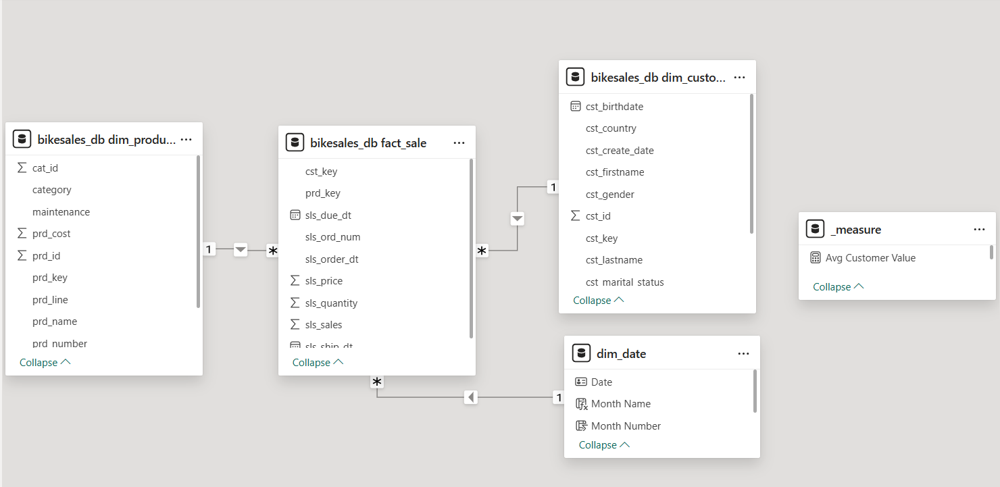 bikesales_db dim_produ...
cat_id
category
maintenance
prd_cost
prd_id
prd_key
prd_line
prd_name
prd_number
Collapse
1
*
bikesales_db fact_sale
cst_key
prd_key
sls_due_dt
sls_ord_num
sls_order_dt
sls_price
sls_quantity
sls_sales
sls_ship_dt
Collapse
*
1
bikesales_db dim_custo...
cst_birthdate
cst_country
cst_create_date
cst_firstname
cst_gender
cst_id
cst_key
cst_lastname
cst_marital_status
Collapse
*
1
dim_date
Date
Month Name
Month Number
Collapse
_measure
Avg Customer Value
Collapse